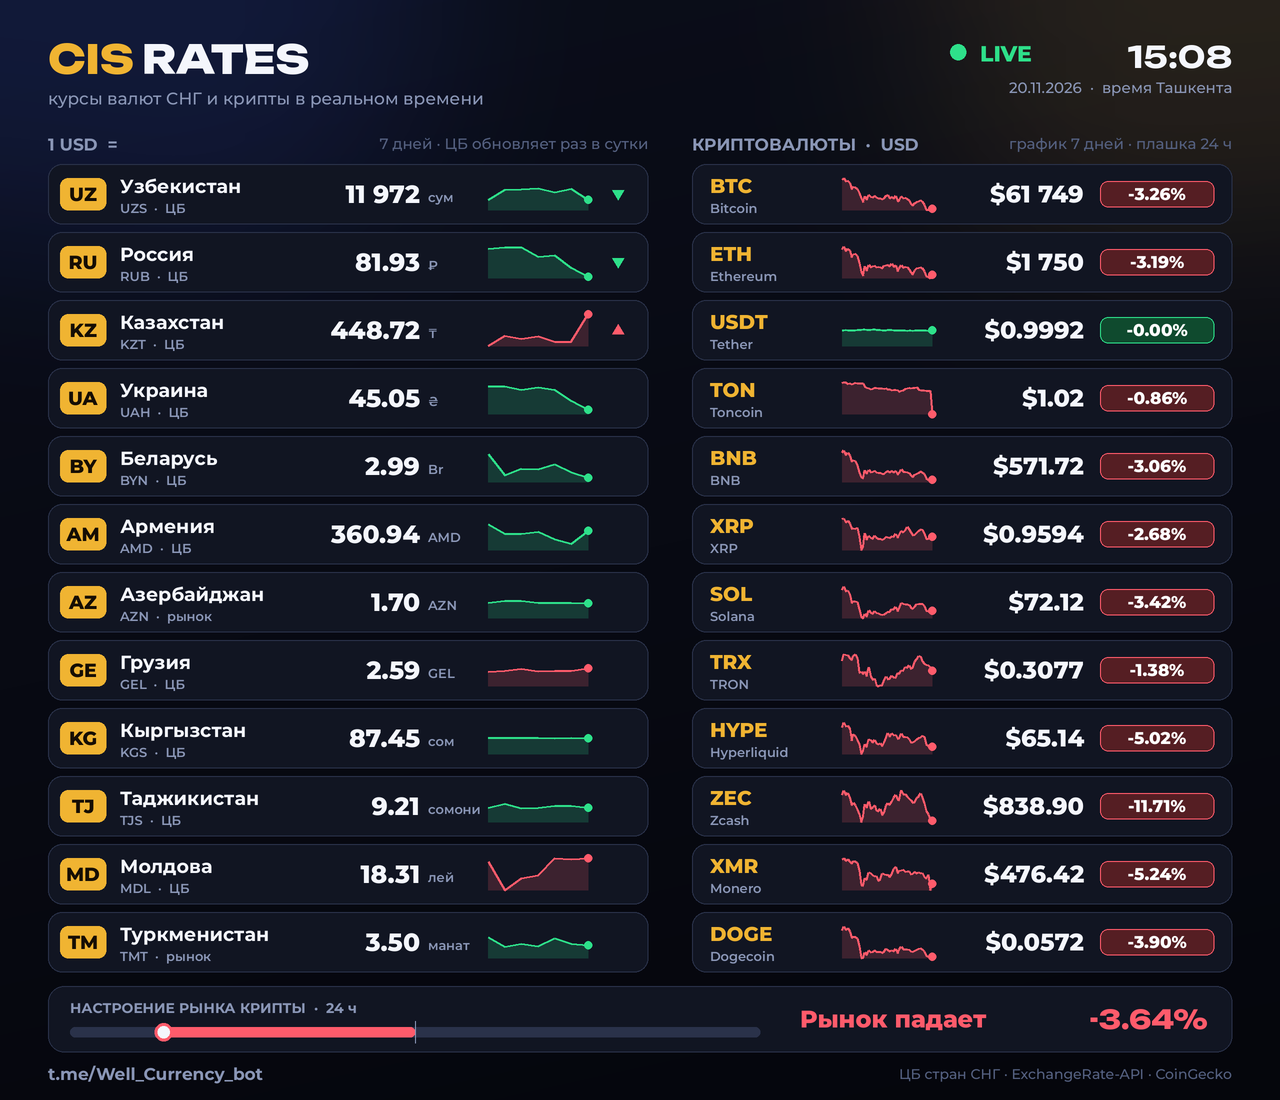 CIS RATES
курсы валют СНГ и крипты в реальном времени
LIVE 15:08
20.11.2026 · время Ташкента
1 USD =
7 дней · ЦБ обновляет раз в сутки
UZ Узбекистан 11 972 сум
UZS · ЦБ
RU Россия 81.93 ₽
RUB · ЦБ
KZ Казахстан 448.72 ₸
KZT · ЦБ
UA Украина 45.05 ₴
UAH · ЦБ
BY Беларусь 2.99 Br
BYN · ЦБ
AM Армения 360.94 AMD
AMD · ЦБ
AZ Азербайджан 1.70 AZN
AZN · рынок
GE Грузия 2.59 GEL
GEL · ЦБ
KG Кыргызстан 87.45 сом
KGS · ЦБ
TJ Таджикистан 9.21 сомони
TJS · ЦБ
MD Молдова 18.31 лей
MDL · ЦБ
TM Туркменистан 3.50 манат
TMT · рынок
КРИПТОВАЛЮТЫ · USD
график 7 дней · плашка 24 ч
BTC $61 749 -3.26%
Bitcoin
ETH $1 750 -3.19%
Ethereum
USDT $0.9992 -0.00%
Tether
TON $1.02 -0.86%
Toncoin
BNB $571.72 -3.06%
BNB
XRP $0.9594 -2.68%
XRP
SOL $72.12 -3.42%
Solana
TRX $0.3077 -1.38%
TRON
HYPE $65.14 -5.02%
Hyperliquid
ZEC $838.90 -11.71%
Zcash
XMR $476.42 -5.24%
Monero
DOGE $0.0572 -3.90%
Dogecoin
НАСТРОЕНИЕ РЫНКА КРИПТЫ · 24 ч
Рынок падает -3.64%
t.me/Well_Currency_bot
ЦБ стран СНГ · ExchangeRate-API · CoinGecko